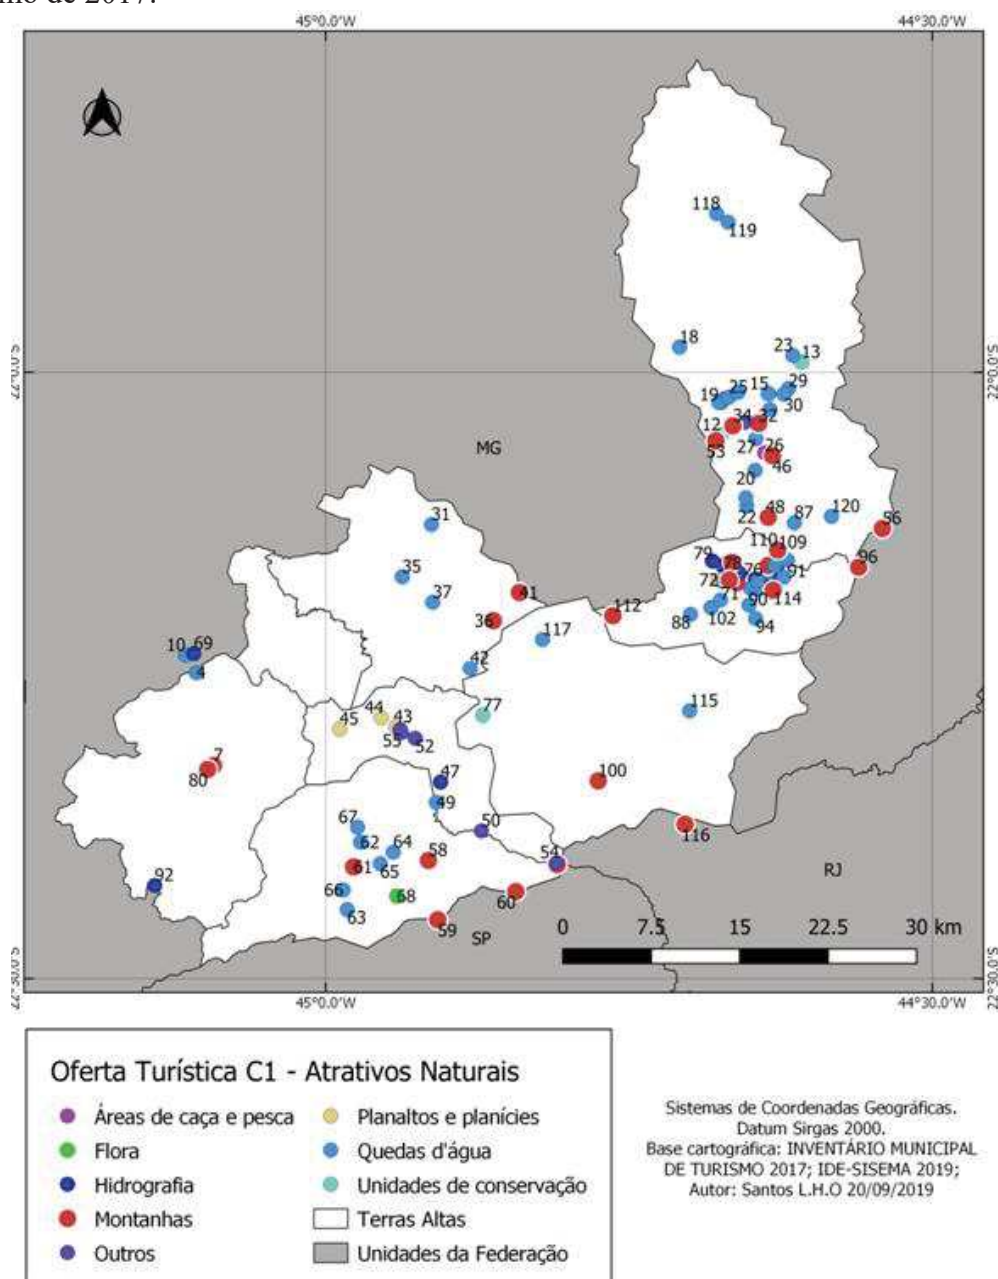 de 2017.
45°0.0'W 44°30.0'W
118
119
18
23 13
22°0.0'S
25 15 29
19
30
34 32
12
53
27 26
46
MG
20
22 48 87 120
56
31
110 109
79
78 76 91
96
35
72
71
90 114
37
41
88 102
94
36
112
117
10 69
4
42
77
115
45 44 43
55
52
7
80
47
100
49
50
116
67
62 64
58
54
61
65
RJ
92
66
68
60
63
59
SP
0 7.5 15 22.5 30 km
22°30.0'S
45°0.0'W 44°30.0'W
Oferta Turística C1 - Atrativos Naturais
Áreas de caça e pesca
Flora
Hidrografia
Montanhas
Outros
Planaltos e planícies
Quedas d'água
Unidades de conservação
Terras Altas
Unidades da Federação
Sistemas de Coordenadas Geográficas.
Datum Sirgas 2000.
Base cartográfica: INVENTÁRIO MUNICIPAL
DE TURISMO 2017; IDE-SISEMA 2019;
Autor: Santos L.H.O 20/09/2019